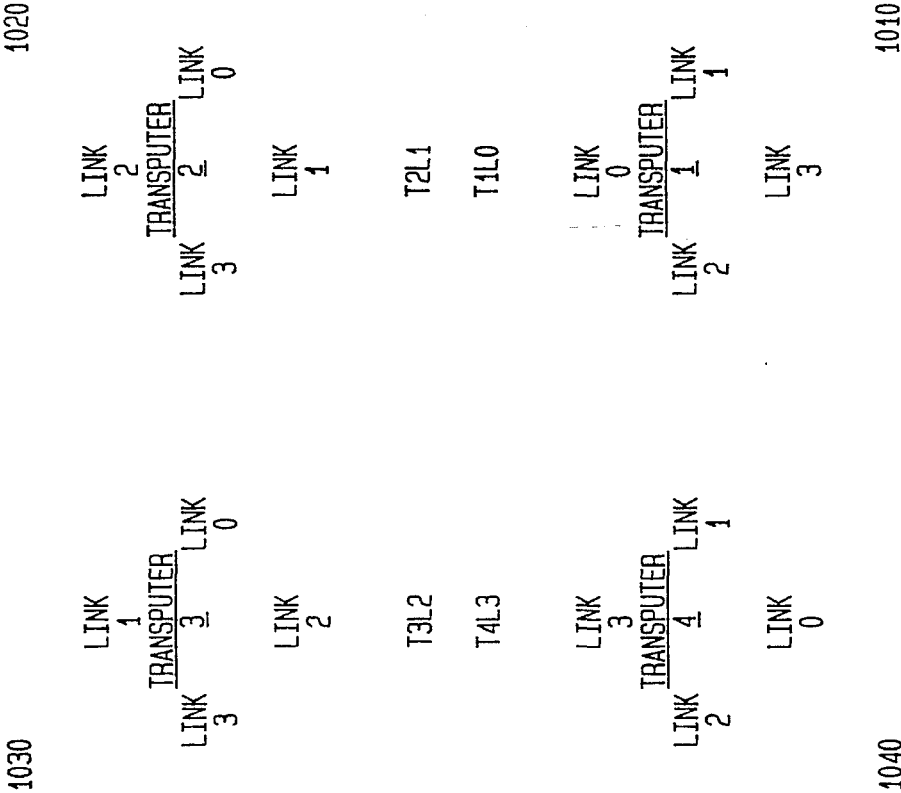 1030
LINK
1
TRANSPUTER
3
LINK
3
LINK
0
LINK
2
1020
LINK
2
TRANSPUTER
2
LINK
3
LINK
0
LINK
1
T3L2
T2L1
T4L3
T1L0
LINK
3
TRANSPUTER
4
LINK
2
LINK
1
LINK
0
1040
LINK
0
TRANSPUTER
1
LINK
2
LINK
1
LINK
3
1010